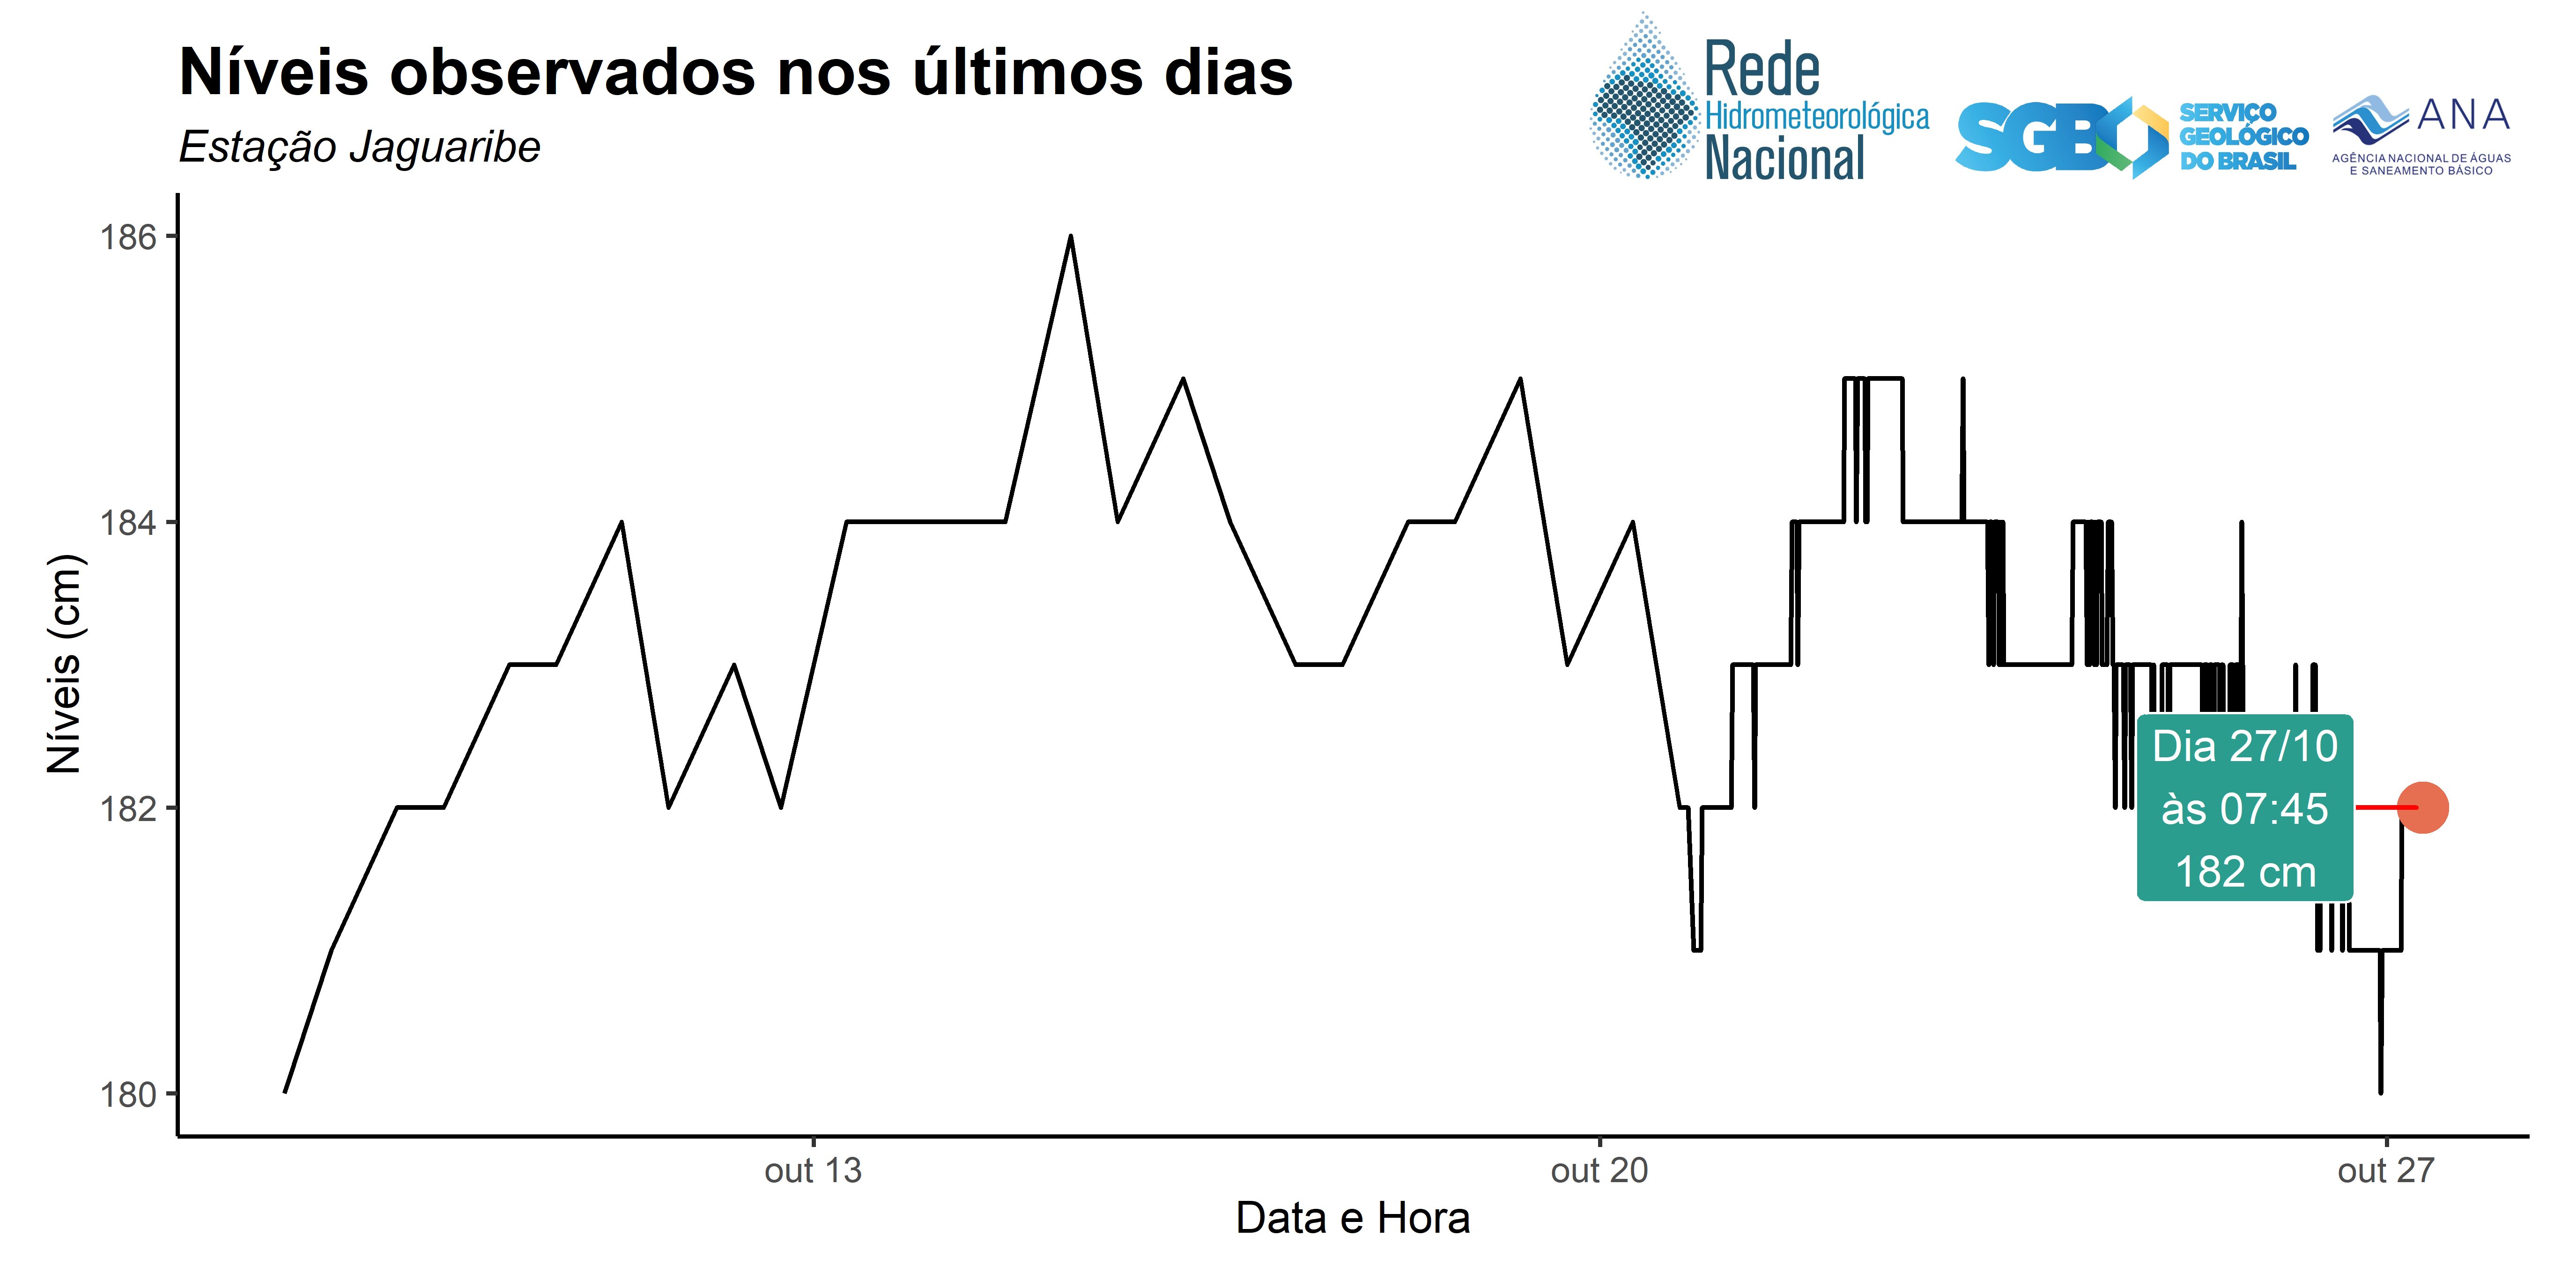 Níveis observados nos últimos dias
Estação Jaguaribe
Rede
Hidrometeorológica
Nacional
SGB
SERVIÇO
GEOLÓGICO
DO BRASIL
ANA
AGÊNCIA NACIONAL DE ÁGUAS
E SANEAMENTO BÁSICO
186
184
182
180
Níveis (cm)
Dia 27/10
às 07:45
182 cm
out 13
out 20
out 27
Data e Hora